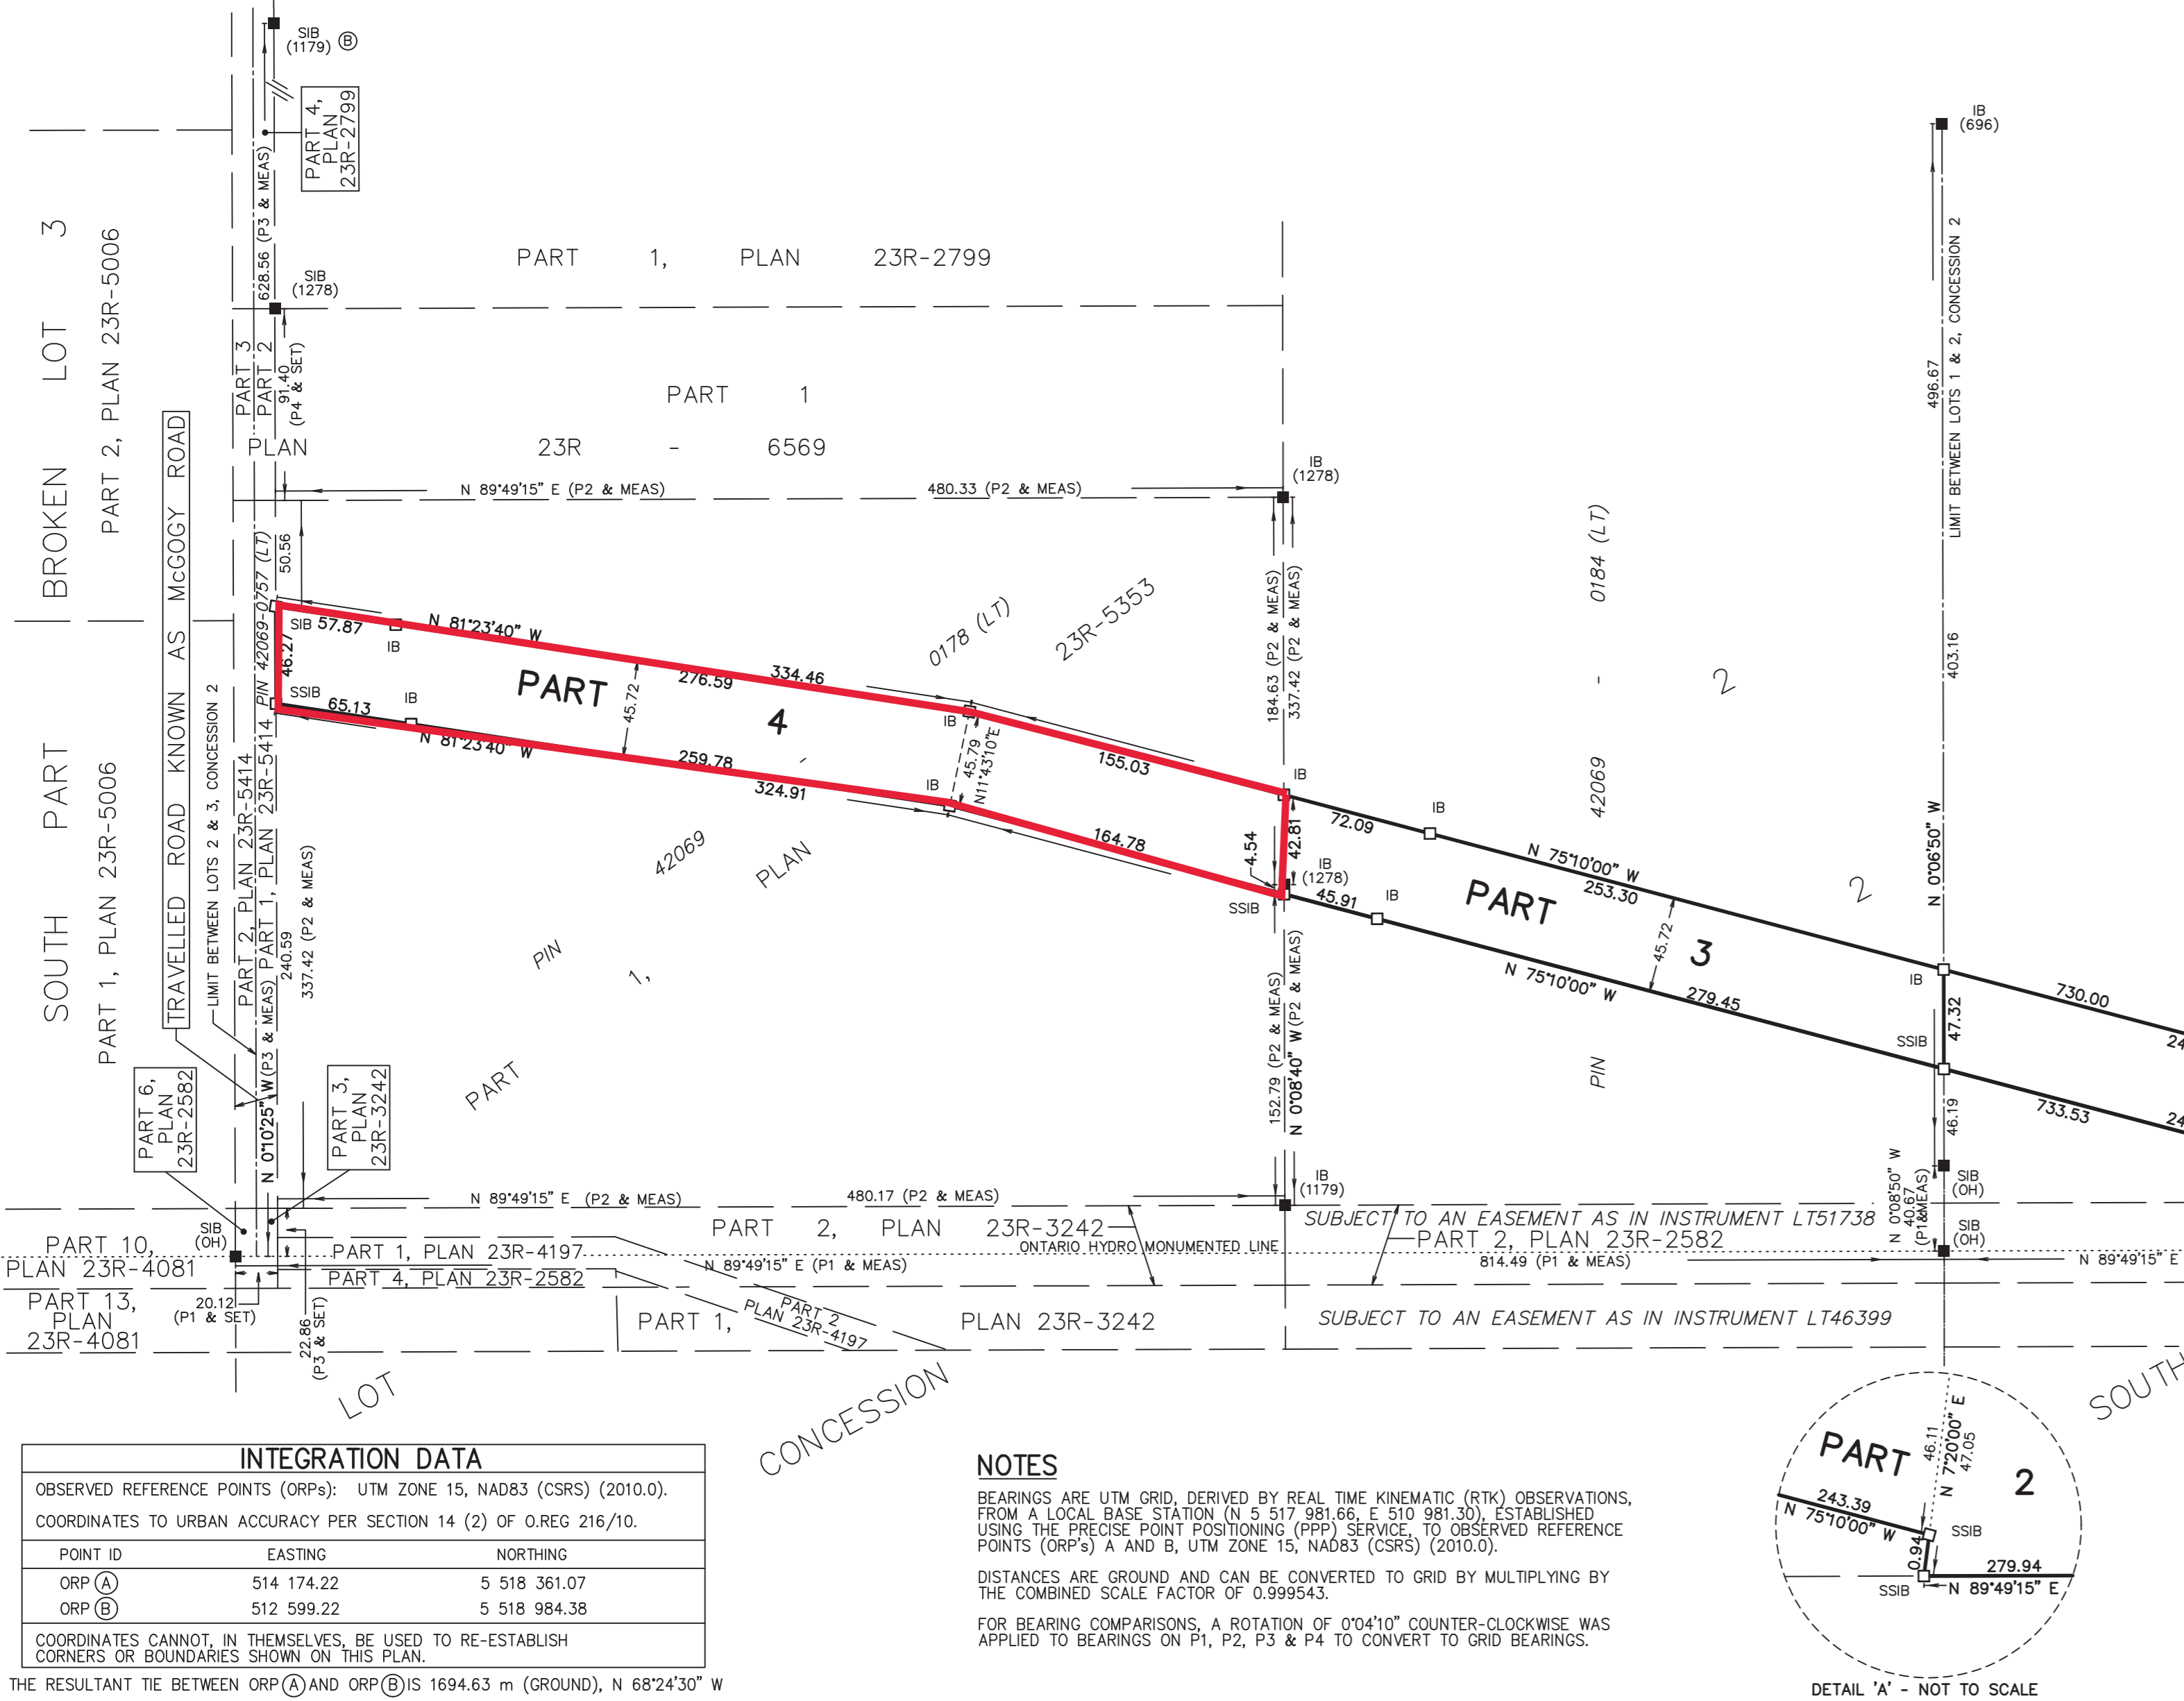 SIB
(1179) B
PART 4,
PLAN
23R-2799
628.56 (P3 & MEAS)
IB
(696)
BROKEN LOT 3
PART 2, PLAN 23R-5006
PART 1, PLAN 23R-2799
SIB
(1278)
PART 3
PART 2
91.40
(P4 & SET)
PART 1
PLAN 23R - 6569
N 89°49'15" E (P2 & MEAS)
480.33 (P2 & MEAS)
IB
(1278)
LIMIT BETWEEN LOTS 1 & 2, CONCESSION 2
496.67
403.16
N 0°06'50" W
TRAVELLED ROAD KNOWN AS McGOGY ROAD
PIN 42069-0757 (LT)
50.56
SIB 57.87
IB
N 81°23'40" W
46.27
SSIB
65.13
IB
N 81°23'40" W
PART
4
45.72
276.59
334.46
259.78
324.91
IB
IB
45.79
N11°43'10"E
155.03
164.78
0178 (LT)
23R-5353
184.63 (P2 & MEAS)
337.42 (P2 & MEAS)
42069 - 0184 (LT)
2
2
IB
42.81
4.54
IB
(1278)
SSIB
72.09
IB
45.91
IB
N 75°10'00" W
253.30
PART
3
45.72
N 75°10'00" W
279.45
IB
SSIB
47.32
730.00
24
733.53
24
46.19
SOUTH PART
PART 1, PLAN 23R-5006
LIMIT BETWEEN LOTS 2 & 3, CONCESSION 2
PART 2, PLAN 23R-5414
PART 1, PLAN 23R-5414
N 0°10'25" W (P3 & MEAS)
240.59
337.42 (P2 & MEAS)
42069
PLAN
PIN
1,
PART
PIN
152.79 (P2 & MEAS)
N 0°08'40" W (P2 & MEAS)
PART 6,
PLAN
23R-2582
PART 3,
PLAN
23R-3242
N 89°49'15" E (P2 & MEAS)
480.17 (P2 & MEAS)
IB
(1179)
N 0°08'50" W
40.67
(P1&MEAS)
SIB
(OH)
SIB
(OH)
SIB
(OH)
PART 10,
PLAN 23R-4081
PART 13,
PLAN
23R-4081
20.12
(P1 & SET)
22.86
(P3 & SET)
PART 2, PLAN 23R-3242
PART 1, PLAN 23R-4197
PART 4, PLAN 23R-2582
ONTARIO HYDRO MONUMENTED LINE
N 89°49'15" E (P1 & MEAS)
SUBJECT TO AN EASEMENT AS IN INSTRUMENT LT51738
PART 2, PLAN 23R-2582
814.49 (P1 & MEAS)
N 89°49'15" E
PART 2
PLAN 23R-4197
PART 1, PLAN 23R-3242
SUBJECT TO AN EASEMENT AS IN INSTRUMENT LT46399
LOT
CONCESSION
SOUTH
INTEGRATION DATA
OBSERVED REFERENCE POINTS (ORPs): UTM ZONE 15, NAD83 (CSRS) (2010.0).
COORDINATES TO URBAN ACCURACY PER SECTION 14 (2) OF O.REG 216/10.
POINT ID EASTING NORTHING
ORP A 514 174.22 5 518 361.07
ORP B 512 599.22 5 518 984.38
COORDINATES CANNOT, IN THEMSELVES, BE USED TO RE-ESTABLISH
CORNERS OR BOUNDARIES SHOWN ON THIS PLAN.
THE RESULTANT TIE BETWEEN ORP A AND ORP B IS 1694.63 m (GROUND), N 68°24'30" W
NOTES
BEARINGS ARE UTM GRID, DERIVED BY REAL TIME KINEMATIC (RTK) OBSERVATIONS,
FROM A LOCAL BASE STATION (N 5 517 981.66, E 510 981.30), ESTABLISHED
USING THE PRECISE POINT POSITIONING (PPP) SERVICE, TO OBSERVED REFERENCE
POINTS (ORP's) A AND B, UTM ZONE 15, NAD83 (CSRS) (2010.0).
DISTANCES ARE GROUND AND CAN BE CONVERTED TO GRID BY MULTIPLYING BY
THE COMBINED SCALE FACTOR OF 0.999543.
FOR BEARING COMPARISONS, A ROTATION OF 0°04'10" COUNTER-CLOCKWISE WAS
APPLIED TO BEARINGS ON P1, P2, P3 & P4 TO CONVERT TO GRID BEARINGS.
PART
2
46.11
N 7°20'00" E
47.05
243.39
N 75°10'00" W
SSIB
0.94
279.94
SSIB
N 89°49'15" E
DETAIL 'A' - NOT TO SCALE